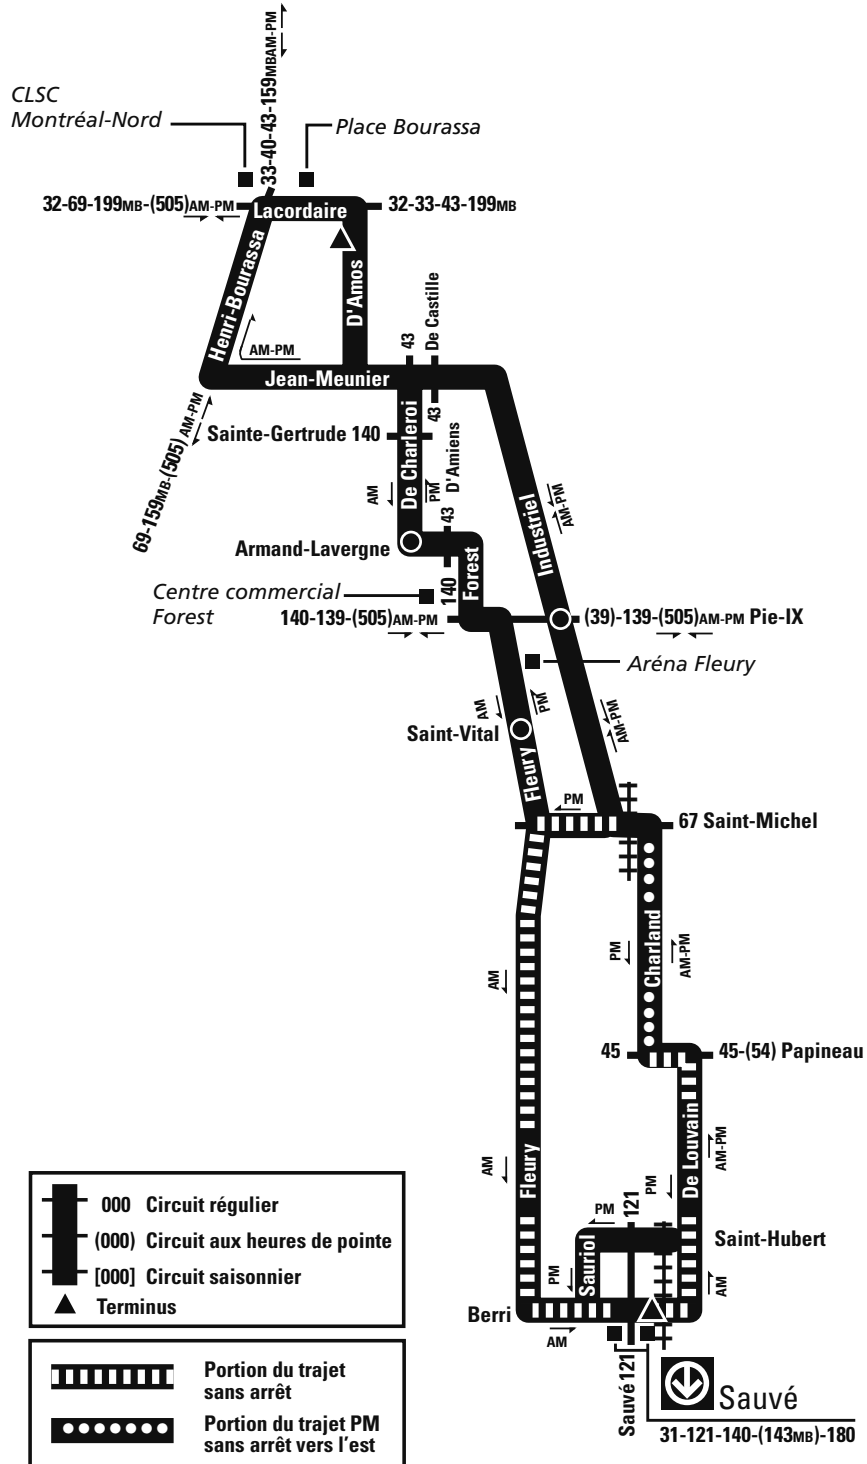 33-40-43-159MB AM-PM
CLSC
Montréal-Nord
Place Bourassa
32-69-199MB-(505)AM-PM
Lacordaire
32-33-43-199MB
Henri-Bourassa
D'Amos
AM-PM
43
De Castille
Jean-Meunier
69-159MB-(505) AM-PM
Sainte-Gertrude 140
De Charleroi
43
D'Amiens
AM
PM
43
Industriel
AM-PM
Armand-Lavergne
Forest
140
Centre commercial
Forest
140-139-(505)AM-PM
(39)-139-(505)AM-PM Pie-IX
Aréna Fleury
AM
PM
AM-PM
Saint-Vital
Fleury
PM
67 Saint-Michel
Charland
PM
AM-PM
AM
45
45-(54) Papineau
De Louvain
AM-PM
AM
Fleury
PM
PM
121
Saint-Hubert
Sauriol
PM
AM
Berri
AM
Sauvé 121
Sauvé
31-121-140-(143MB)-180
000 Circuit régulier
(000) Circuit aux heures de pointe
[000] Circuit saisonnier
Terminus
Portion du trajet
sans arrêt
Portion du trajet PM
sans arrêt vers l'est